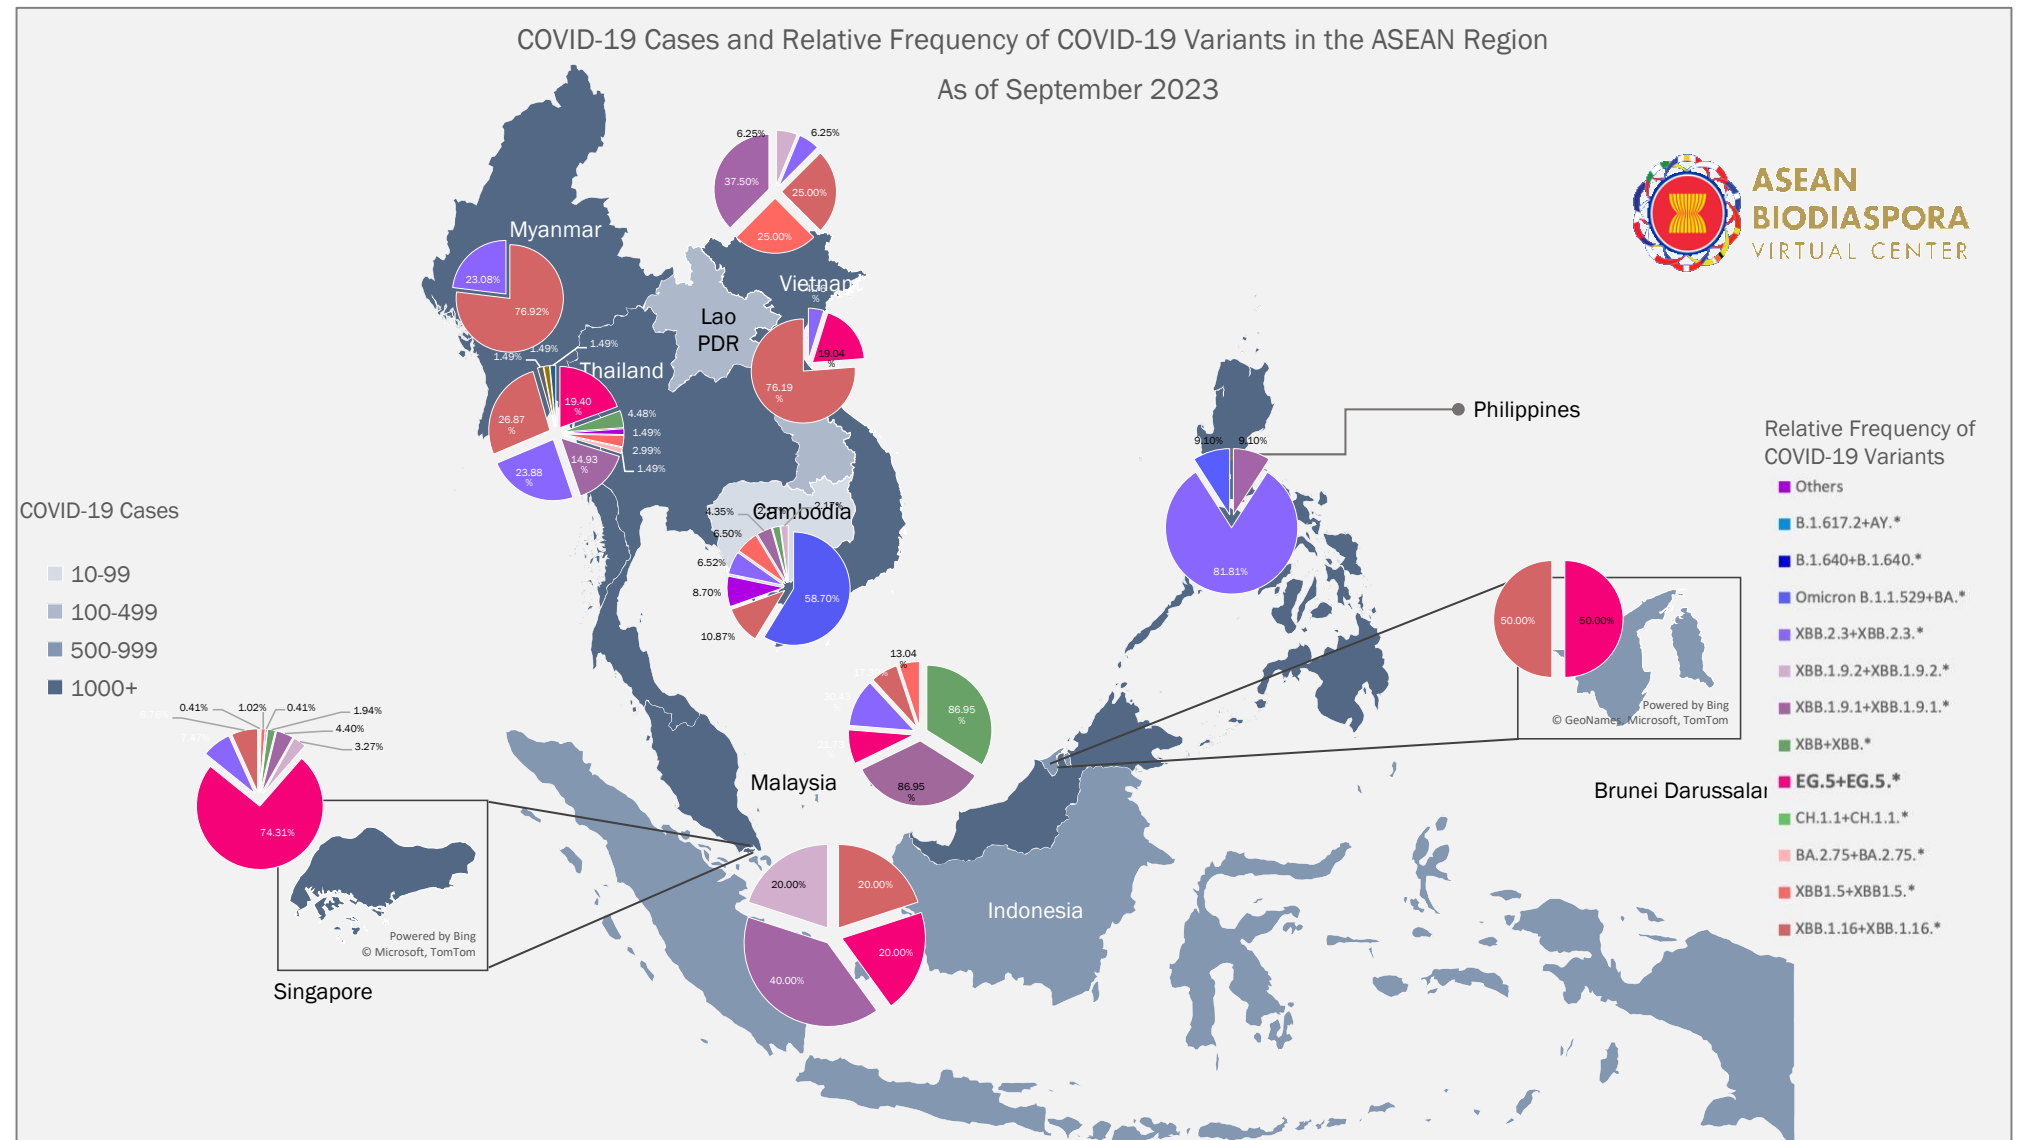 COVID-19 Cases and Relative Frequency of COVID-19 Variants in the ASEAN Region
As of September 2023
ASEAN
BIODIASPORA
VIRTUAL CENTER
6.25%
6.25%
37.50%
25.00%
25.00%
Myanmar
23.08%
76.92%
Vietnam
%
Lao
PDR
19.04
%
76.19
%
1.49%
1.49%
1.49%
Thailand
19.40
%
26.87
%
4.48%
1.49%
2.99%
1.49%
14.93
%
23.88
%
Philippines
9.10%
9.10%
81.81%
Cambodia
4.35%
6.50%
6.52%
8.70%
10.87%
58.70%
50.00%
50.00%
Powered by Bing
© GeoNames, Microsoft, TomTom
Brunei Darussalar
COVID-19 Cases
10-99
100-499
500-999
1000+
13.04
%
86.95
%
86.95
%
Malaysia
0.41%
1.02%
0.41%
1.94%
4.40%
3.27%
74.31%
Powered by Bing
© Microsoft, TomTom
Singapore
20.00%
20.00%
20.00%
40.00%
Indonesia
Relative Frequency of
COVID-19 Variants
Others
B.1.617.2+AY.*
B.1.640+B.1.640.*
Omicron B.1.1.529+BA.*
XBB.2.3+XBB.2.3.*
XBB.1.9.2+XBB.1.9.2.*
XBB.1.9.1+XBB.1.9.1.*
XBB+XBB.*
EG.5+EG.5.*
CH.1.1+CH.1.1.*
BA.2.75+BA.2.75.*
XBB1.5+XBB1.5.*
XBB.1.16+XBB.1.16.*